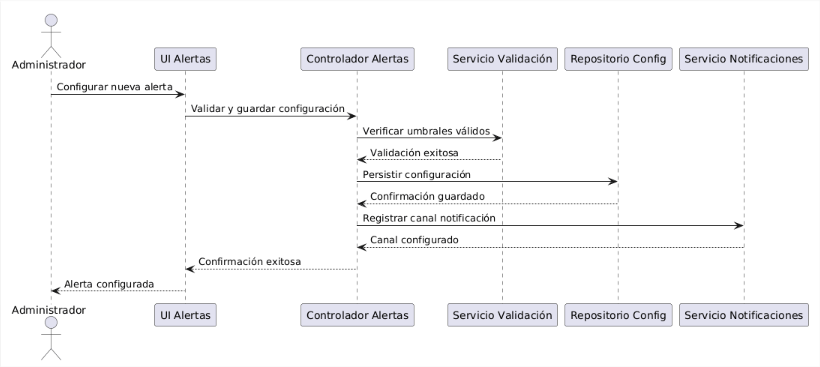 Administrador
UI Alertas
Controlador Alertas
Servicio Validación
Repositorio Config
Servicio Notificaciones
Configurar nueva alerta
Validar y guardar configuración
Verificar umbrales válidos
Validación exitosa
Persistir configuración
Confirmación guardado
Registrar canal notificación
Canal configurado
Confirmación exitosa
Alerta configurada
Administrador
UI Alertas
Controlador Alertas
Servicio Validación
Repositorio Config
Servicio Notificaciones